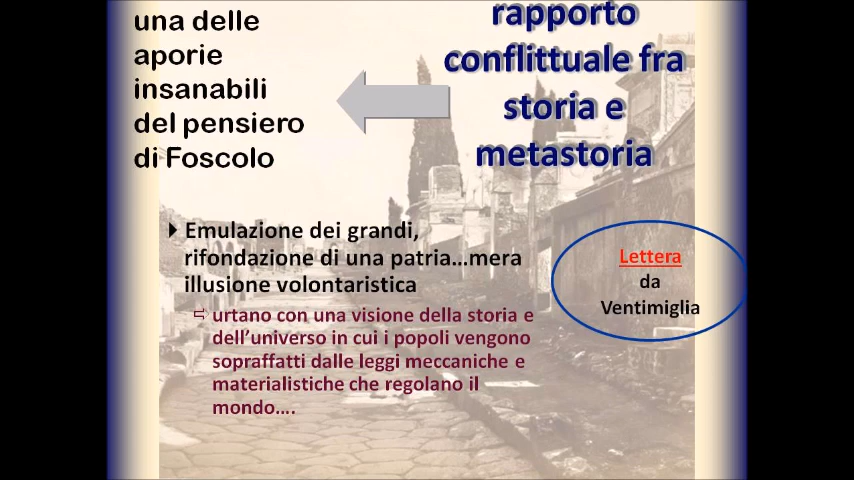 una delle
aporie
insanabili
del pensiero
di Foscolo
rapporto
conflittuale fra
storia e
metastoria
Emulazione dei grandi,
rifondazione di una patria...mera
illusione volontaristica
urtano con una visione della storia e
dell'universo in cui i popoli vengono
sopraffatti dalle leggi meccaniche e
materialistiche che regolano il
mondo....
Lettera
da
Ventimiglia